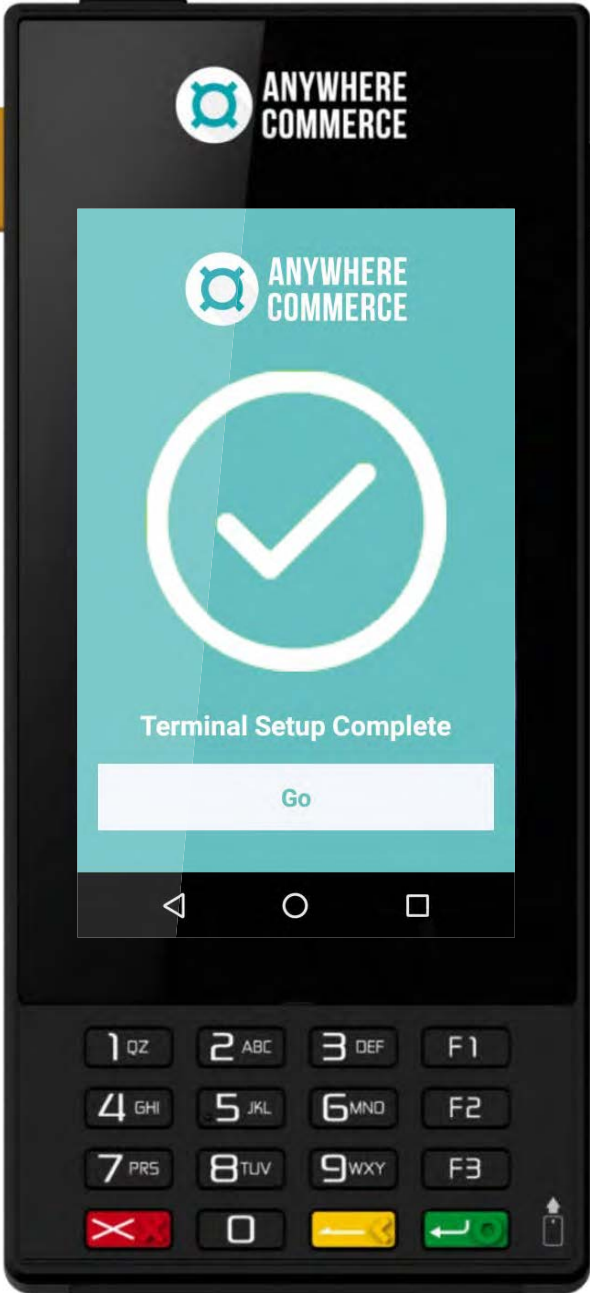 ANYWHERE
COMMERCE
ANYWHERE
COMMERCE
Terminal Setup Complete
Go
1 QZ 2 ABC 3 DEF F1
4 GHI 5 JKL 6 MNO F2
7 PRS 8 TUV 9 WXY F3
0